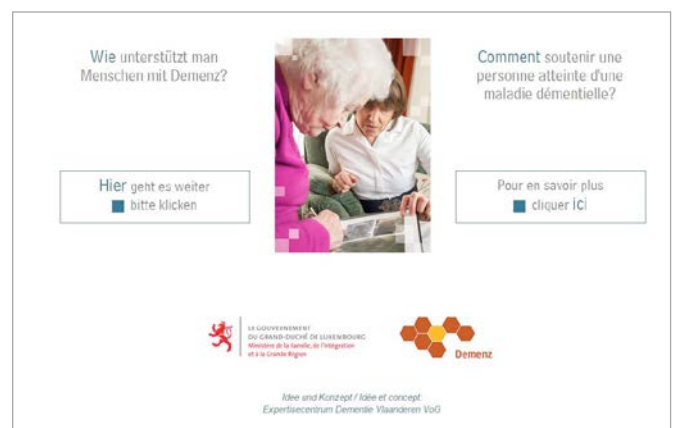 Wie unterstützt man
Menschen mit Demenz?
Hier geht es weiter
bitte klicken
Comment soutenir une
personne atteinte d'une
maladie démentielle?
Pour en savoir plus
cliquer ici
LE GOUVERNEMENT
DU GRAND-DUCHÉ DE LUXEMBOURG
Ministère de la Famille, de l'Intégration
et à la Grande Région
Demenz
Idee und Konzept / Idée et concept
Expertisecentrum Dementie Vlaanderen VoG